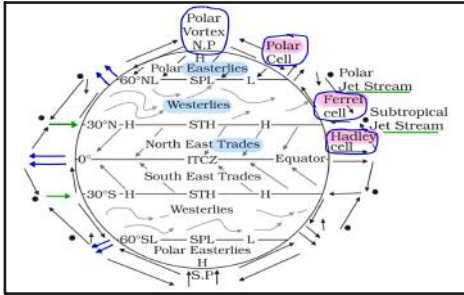 Polar
Vortex
N.P
H
Polar
Cell
Polar Easterlies
60°NL SPL L
Polar
Jet Stream
Westerlies
Ferrel
cell
Subtropical
Jet Stream
30°N H STH H
Hadley
cell
North East Trades
0° ITCZ Equator
South East Trades
30°S H STH H
Westerlies
60°SL SPL L
Polar Easterlies
H
S.P